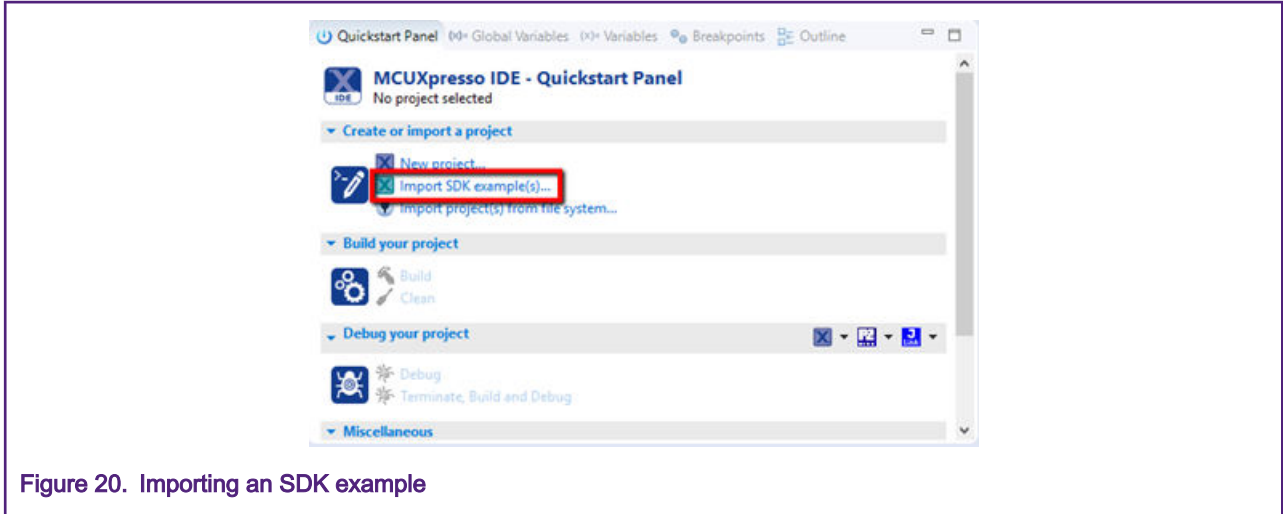 Quickstart Panel (x)= Global Variables (x)= Variables Breakpoints Outline
MCUXpresso IDE - Quickstart Panel
IDE
No project selected
Create or import a project
New project...
Import SDK example(s)...
Import project(s) from file system...
Build your project
Build
Clean
Debug your project
Debug
Terminate, Build and Debug
Miscellaneous
Figure 20. Importing an SDK example